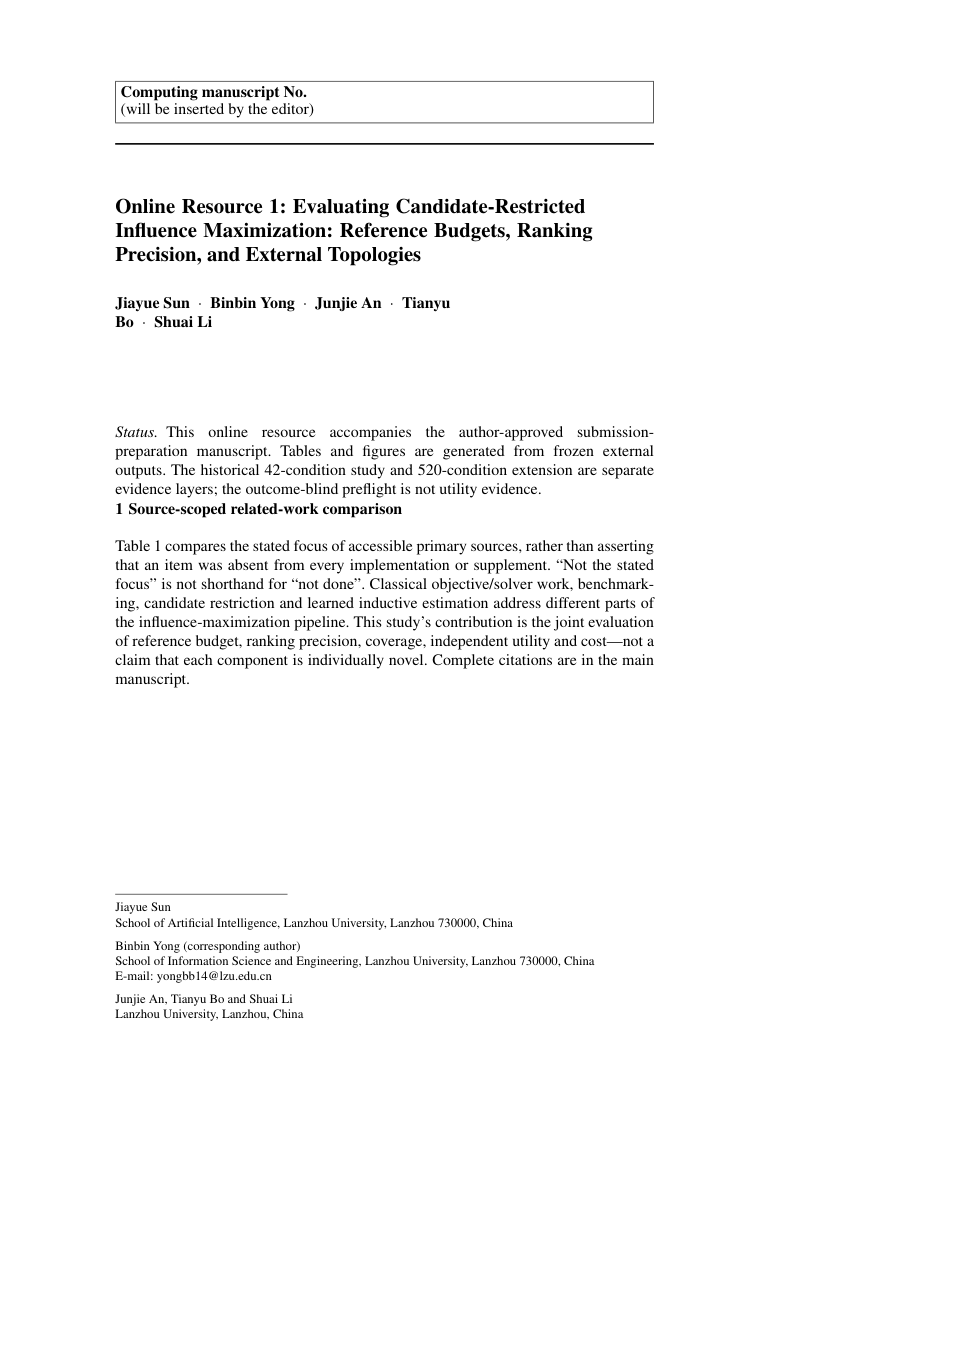 Computing manuscript No.
(will be inserted by the editor)
Online Resource 1: Evaluating Candidate-Restricted
Influence Maximization: Reference Budgets, Ranking
Precision, and External Topologies
Jiayue Sun · Binbin Yong · Junjie An · Tianyu
Bo · Shuai Li
Status. This online resource accompanies the author-approved submission-
preparation manuscript. Tables and figures are generated from frozen external
outputs. The historical 42-condition study and 520-condition extension are separate
evidence layers; the outcome-blind preflight is not utility evidence.
1 Source-scoped related-work comparison
Table 1 compares the stated focus of accessible primary sources, rather than asserting
that an item was absent from every implementation or supplement. “Not the stated
focus” is not shorthand for “not done”. Classical objective/solver work, benchmark-
ing, candidate restriction and learned inductive estimation address different parts of
the influence-maximization pipeline. This study’s contribution is the joint evaluation
of reference budget, ranking precision, coverage, independent utility and cost—not a
claim that each component is individually novel. Complete citations are in the main
manuscript.
Jiayue Sun
School of Artificial Intelligence, Lanzhou University, Lanzhou 730000, China
Binbin Yong (corresponding author)
School of Information Science and Engineering, Lanzhou University, Lanzhou 730000, China
E-mail: yongbb14@lzu.edu.cn
Junjie An, Tianyu Bo and Shuai Li
Lanzhou University, Lanzhou, China